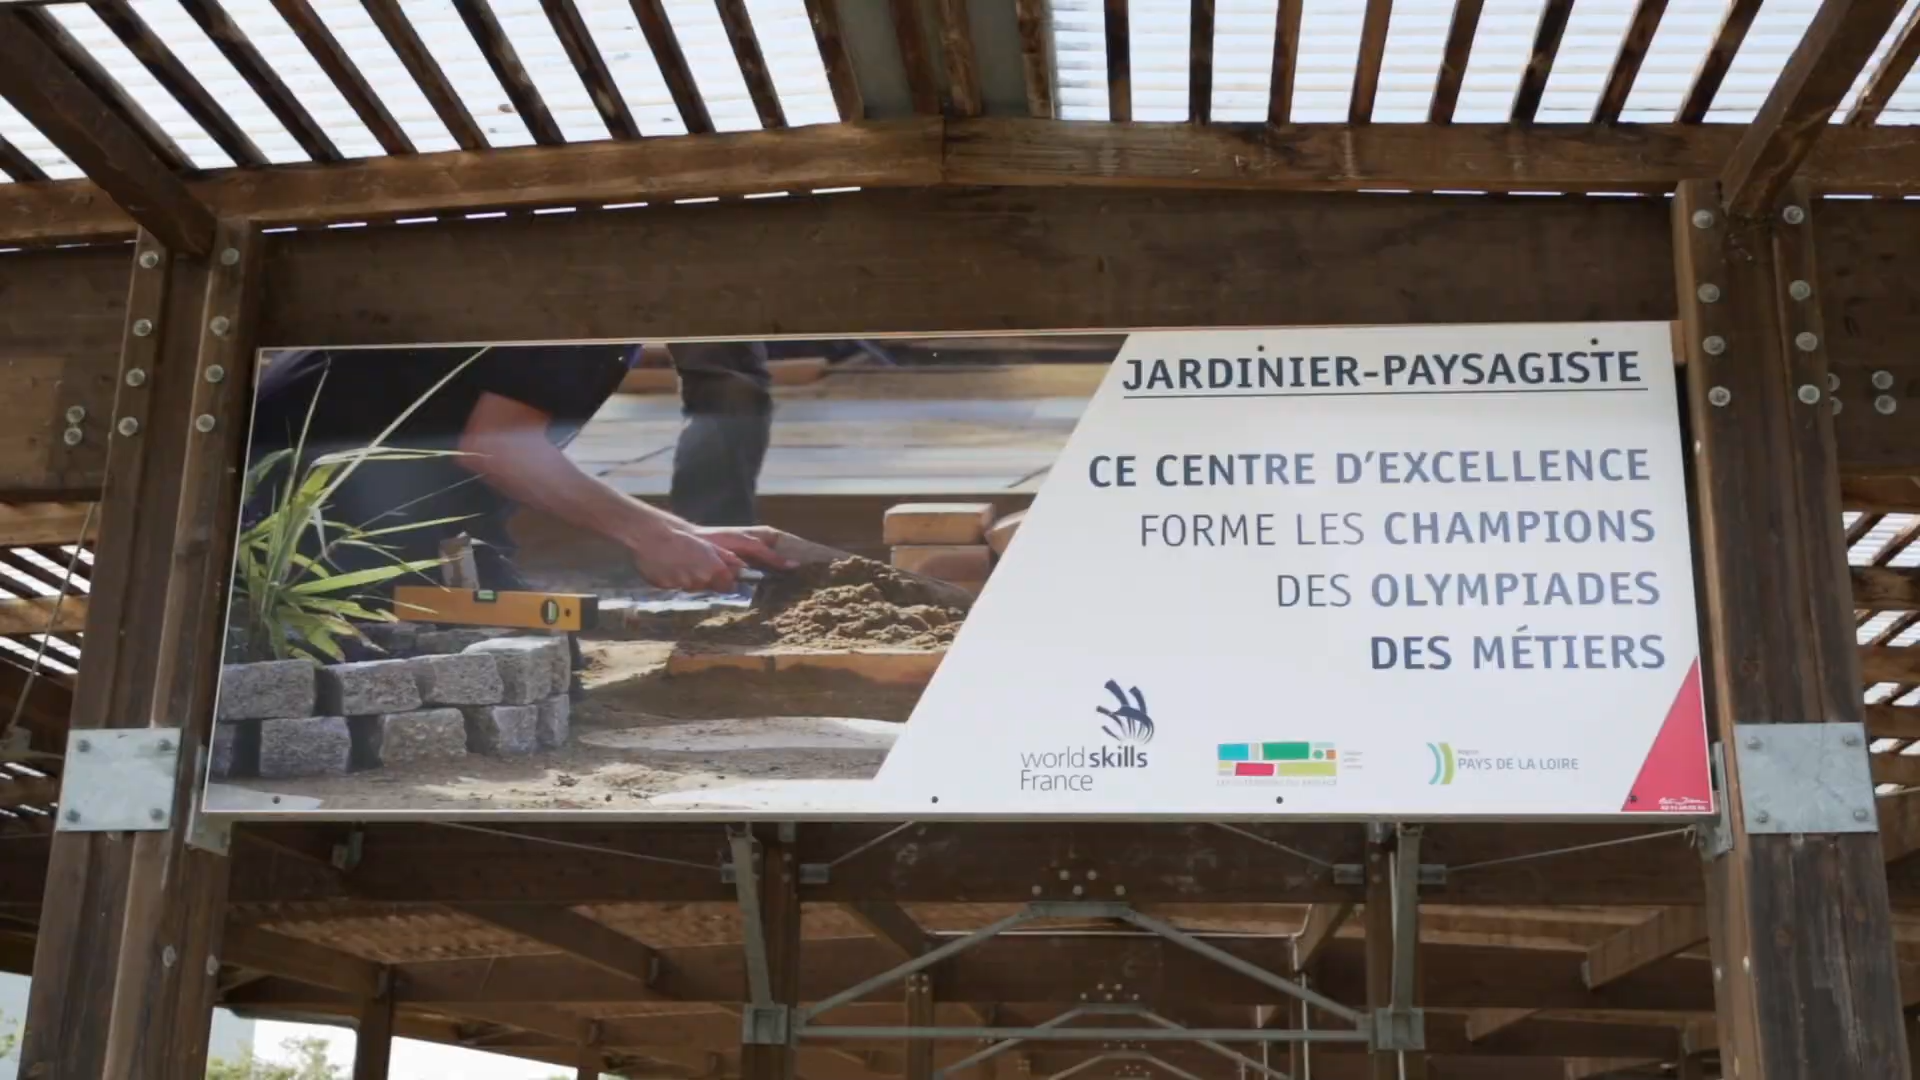 JARDINIER-PAYSAGISTE
CE CENTRE D'EXCELLENCE
FORME LES CHAMPIONS
DES OLYMPIADES
DES MÉTIERS
worldskills
France
PAYS DE LA LOIRE